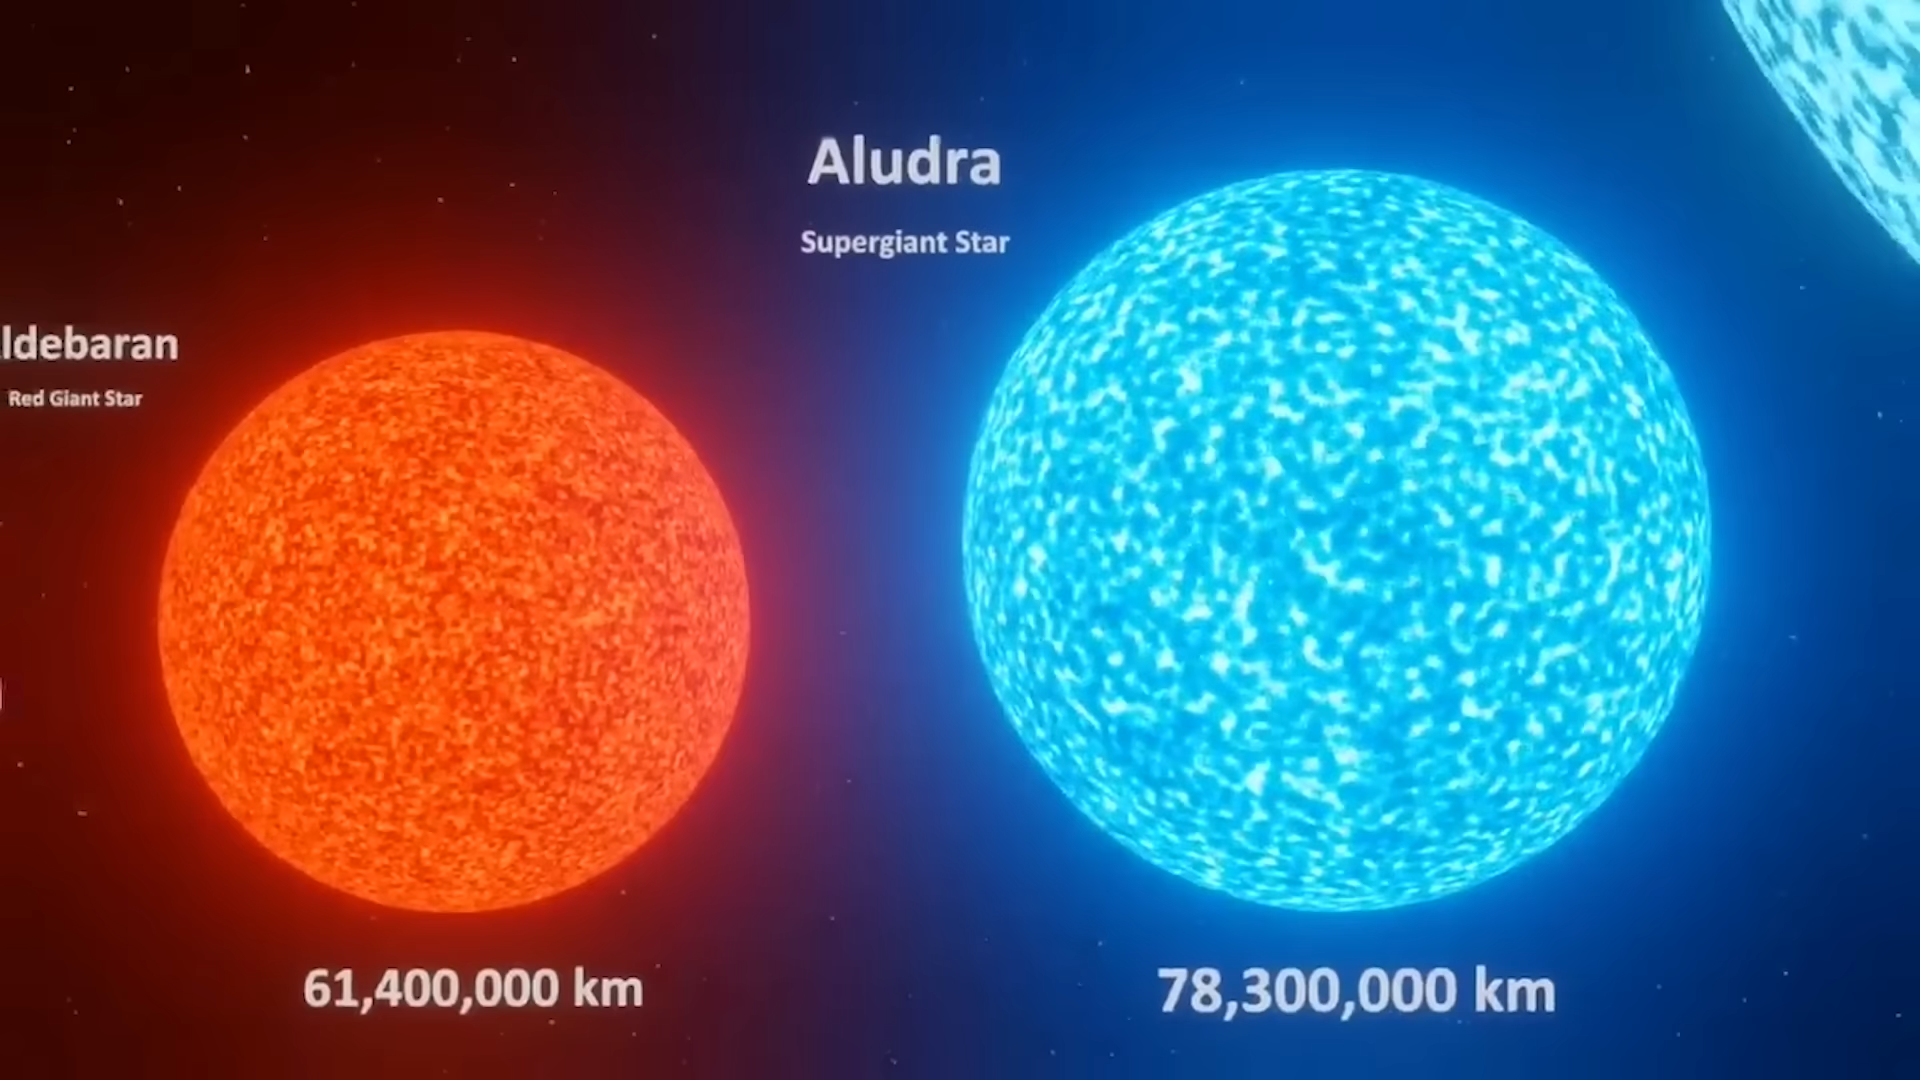 Aludra
Supergiant Star
ldebaran
Red Giant Star
61,400,000 km
78,300,000 km